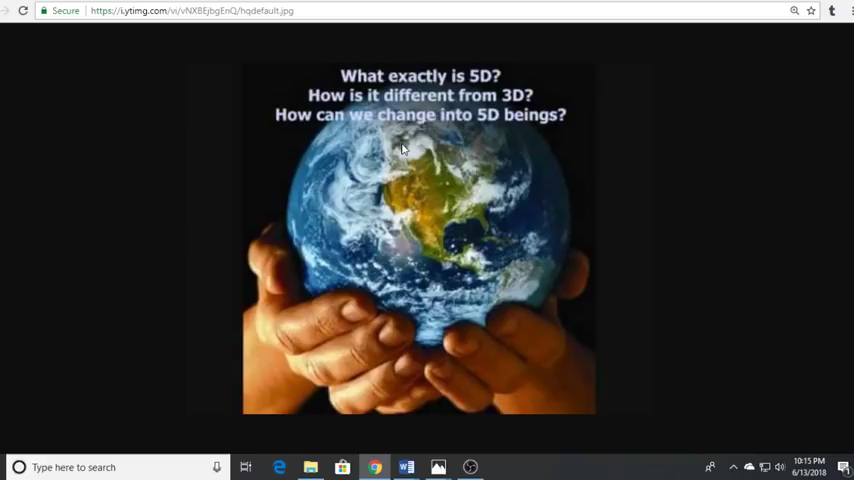 Secure
https://i.ytimg.com/vi/vNXBEjbgEnQ/hqdefault.jpg
What exactly is 5D?
How is it different from 3D?
How can we change into 5D beings?
Type here to search
10:15 PM
6/13/2018